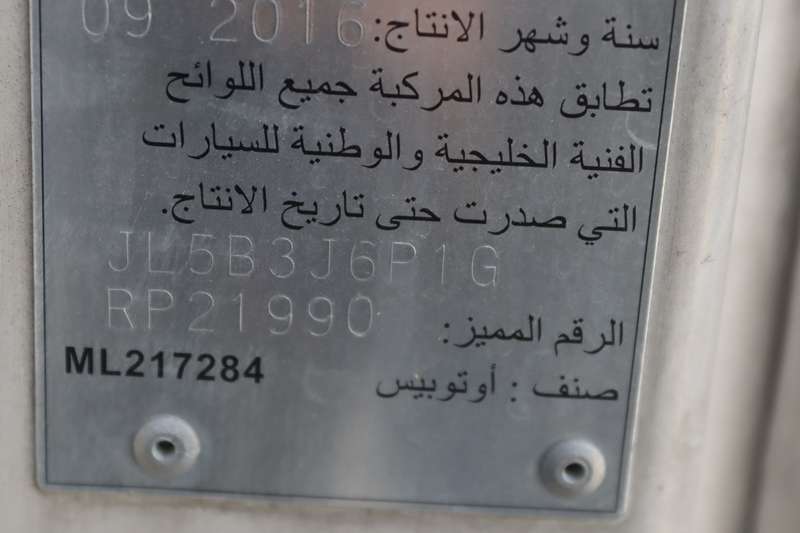 سنة وشهر الانتاج: 09 2016
تطابق هذه المركبة جميع اللوائح
الفنية الخليجية والوطنية للسيارات
التي صدرت حتى تاريخ الانتاج.
JL5B3J6P1G
الرقم المميز: RP21990
صنف : أوتوبيس
ML217284